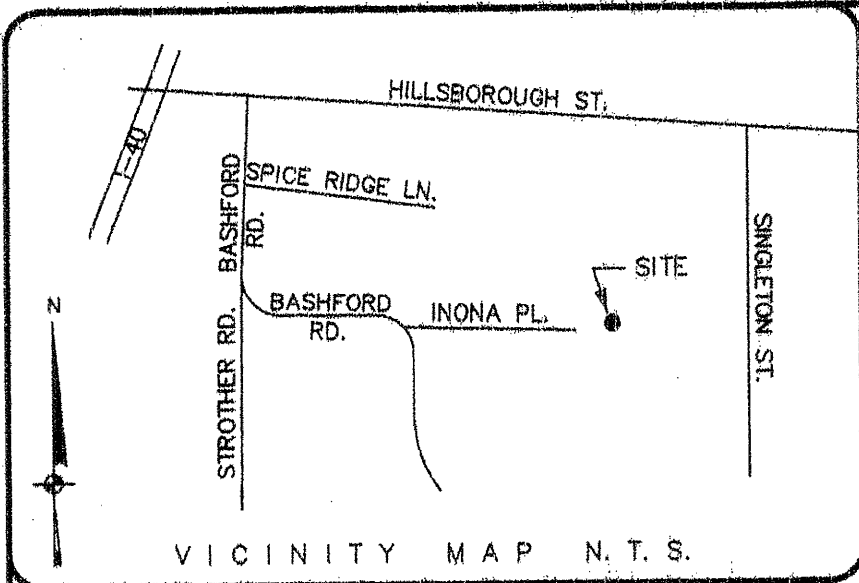 HILLSBOROUGH ST.
I-40
BASHFORD
RD.
SPICE RIDGE LN.
SINGLETON ST.
SITE
N
BASHFORD
RD.
INONA PL.
STROTHER RD.
VICINITY MAP N.T.S.